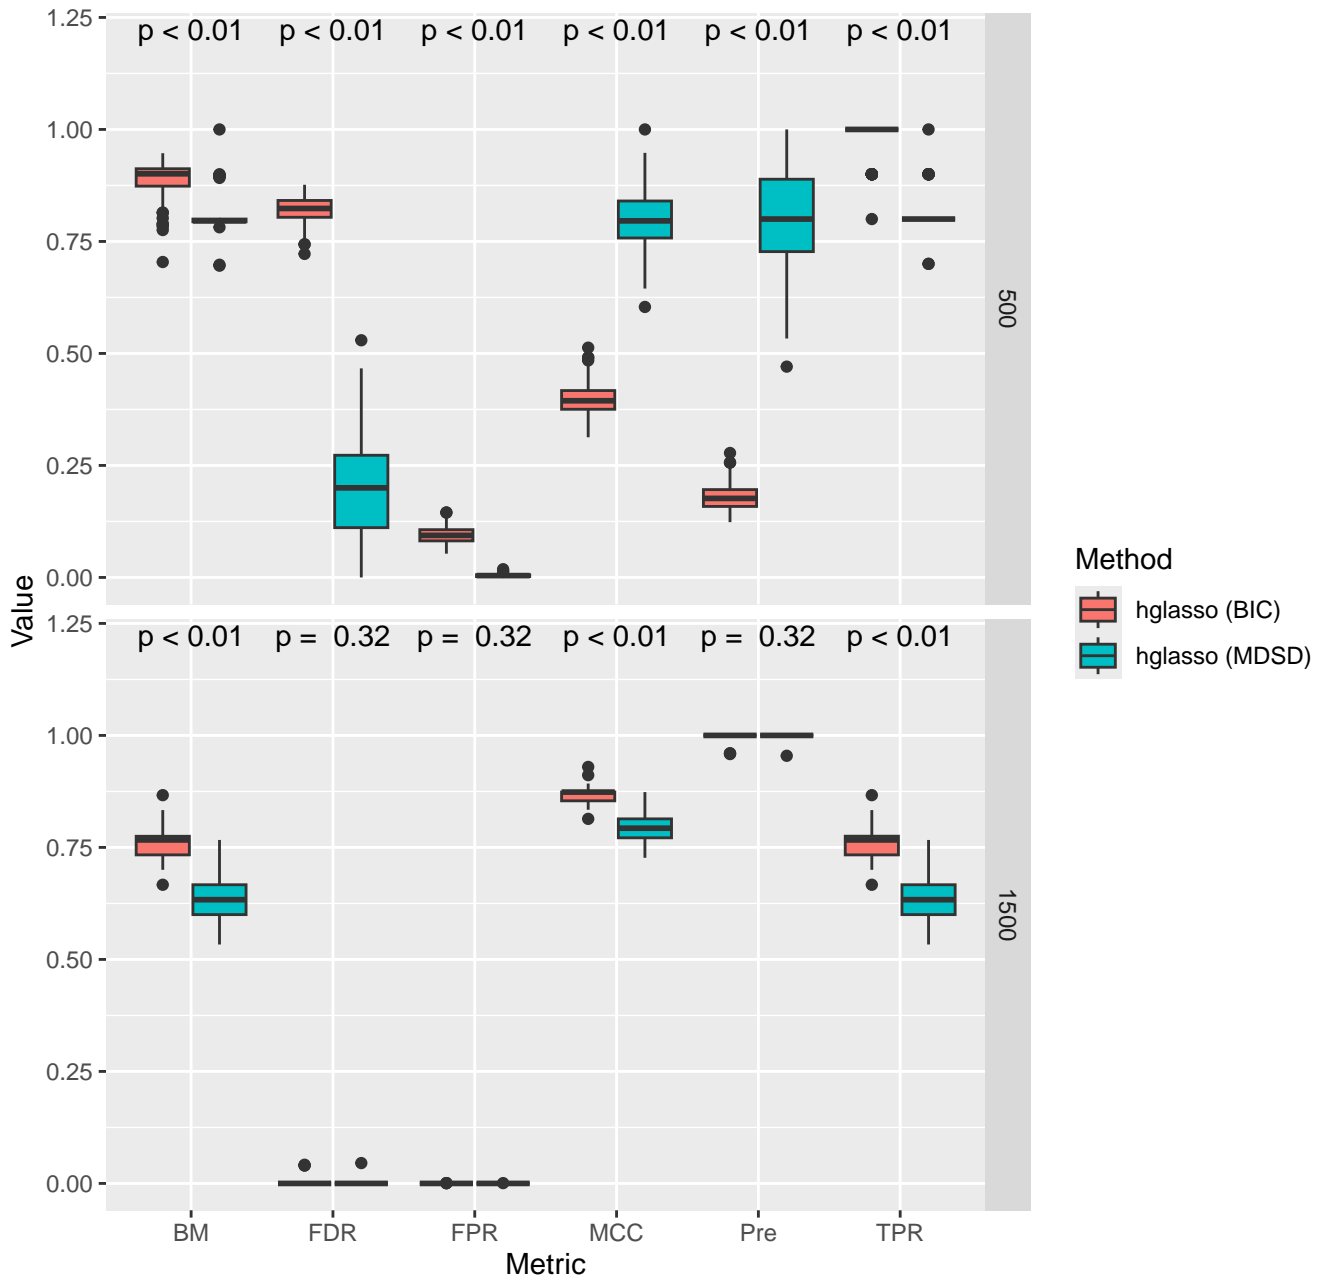 1.25
p < 0.01 p < 0.01 p < 0.01 p < 0.01 p < 0.01 p < 0.01
1.00
0.75
0.50
0.25
0.00
500
Value
1.25
p < 0.01 p = 0.32 p = 0.32 p < 0.01 p = 0.32 p < 0.01
1.00
0.75
0.50
0.25
0.00
1500
BM FDR FPR MCC Pre TPR
Metric
Method
hglasso (BIC)
hglasso (MDSD)